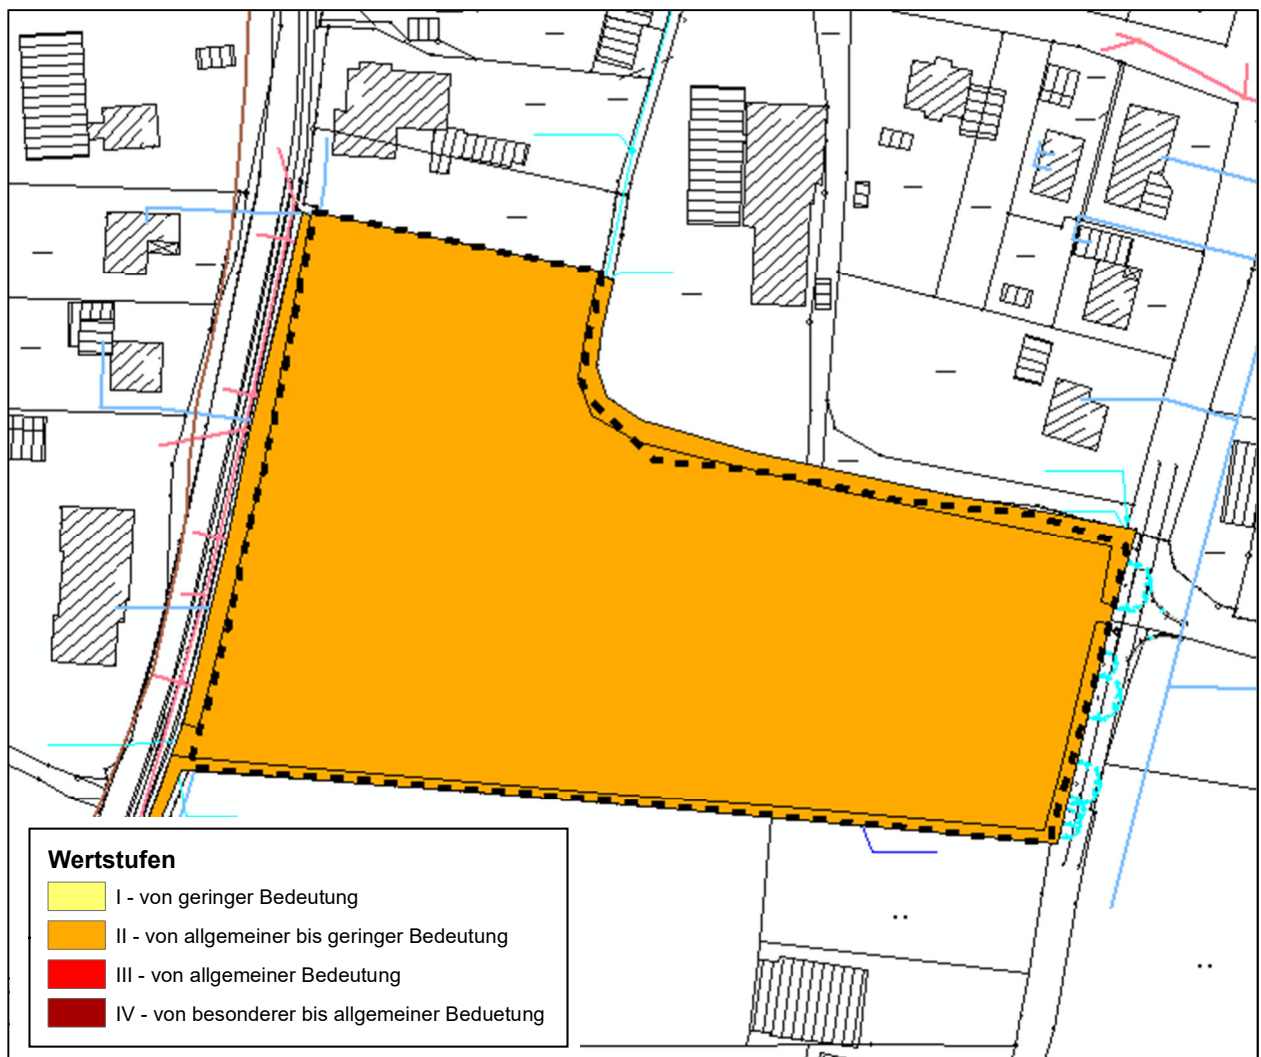 Wertstufen
I - von geringer Bedeutung
II - von allgemeiner bis geringer Bedeutung
III - von allgemeiner Bedeutung
IV - von besonderer bis allgemeiner Beduetung